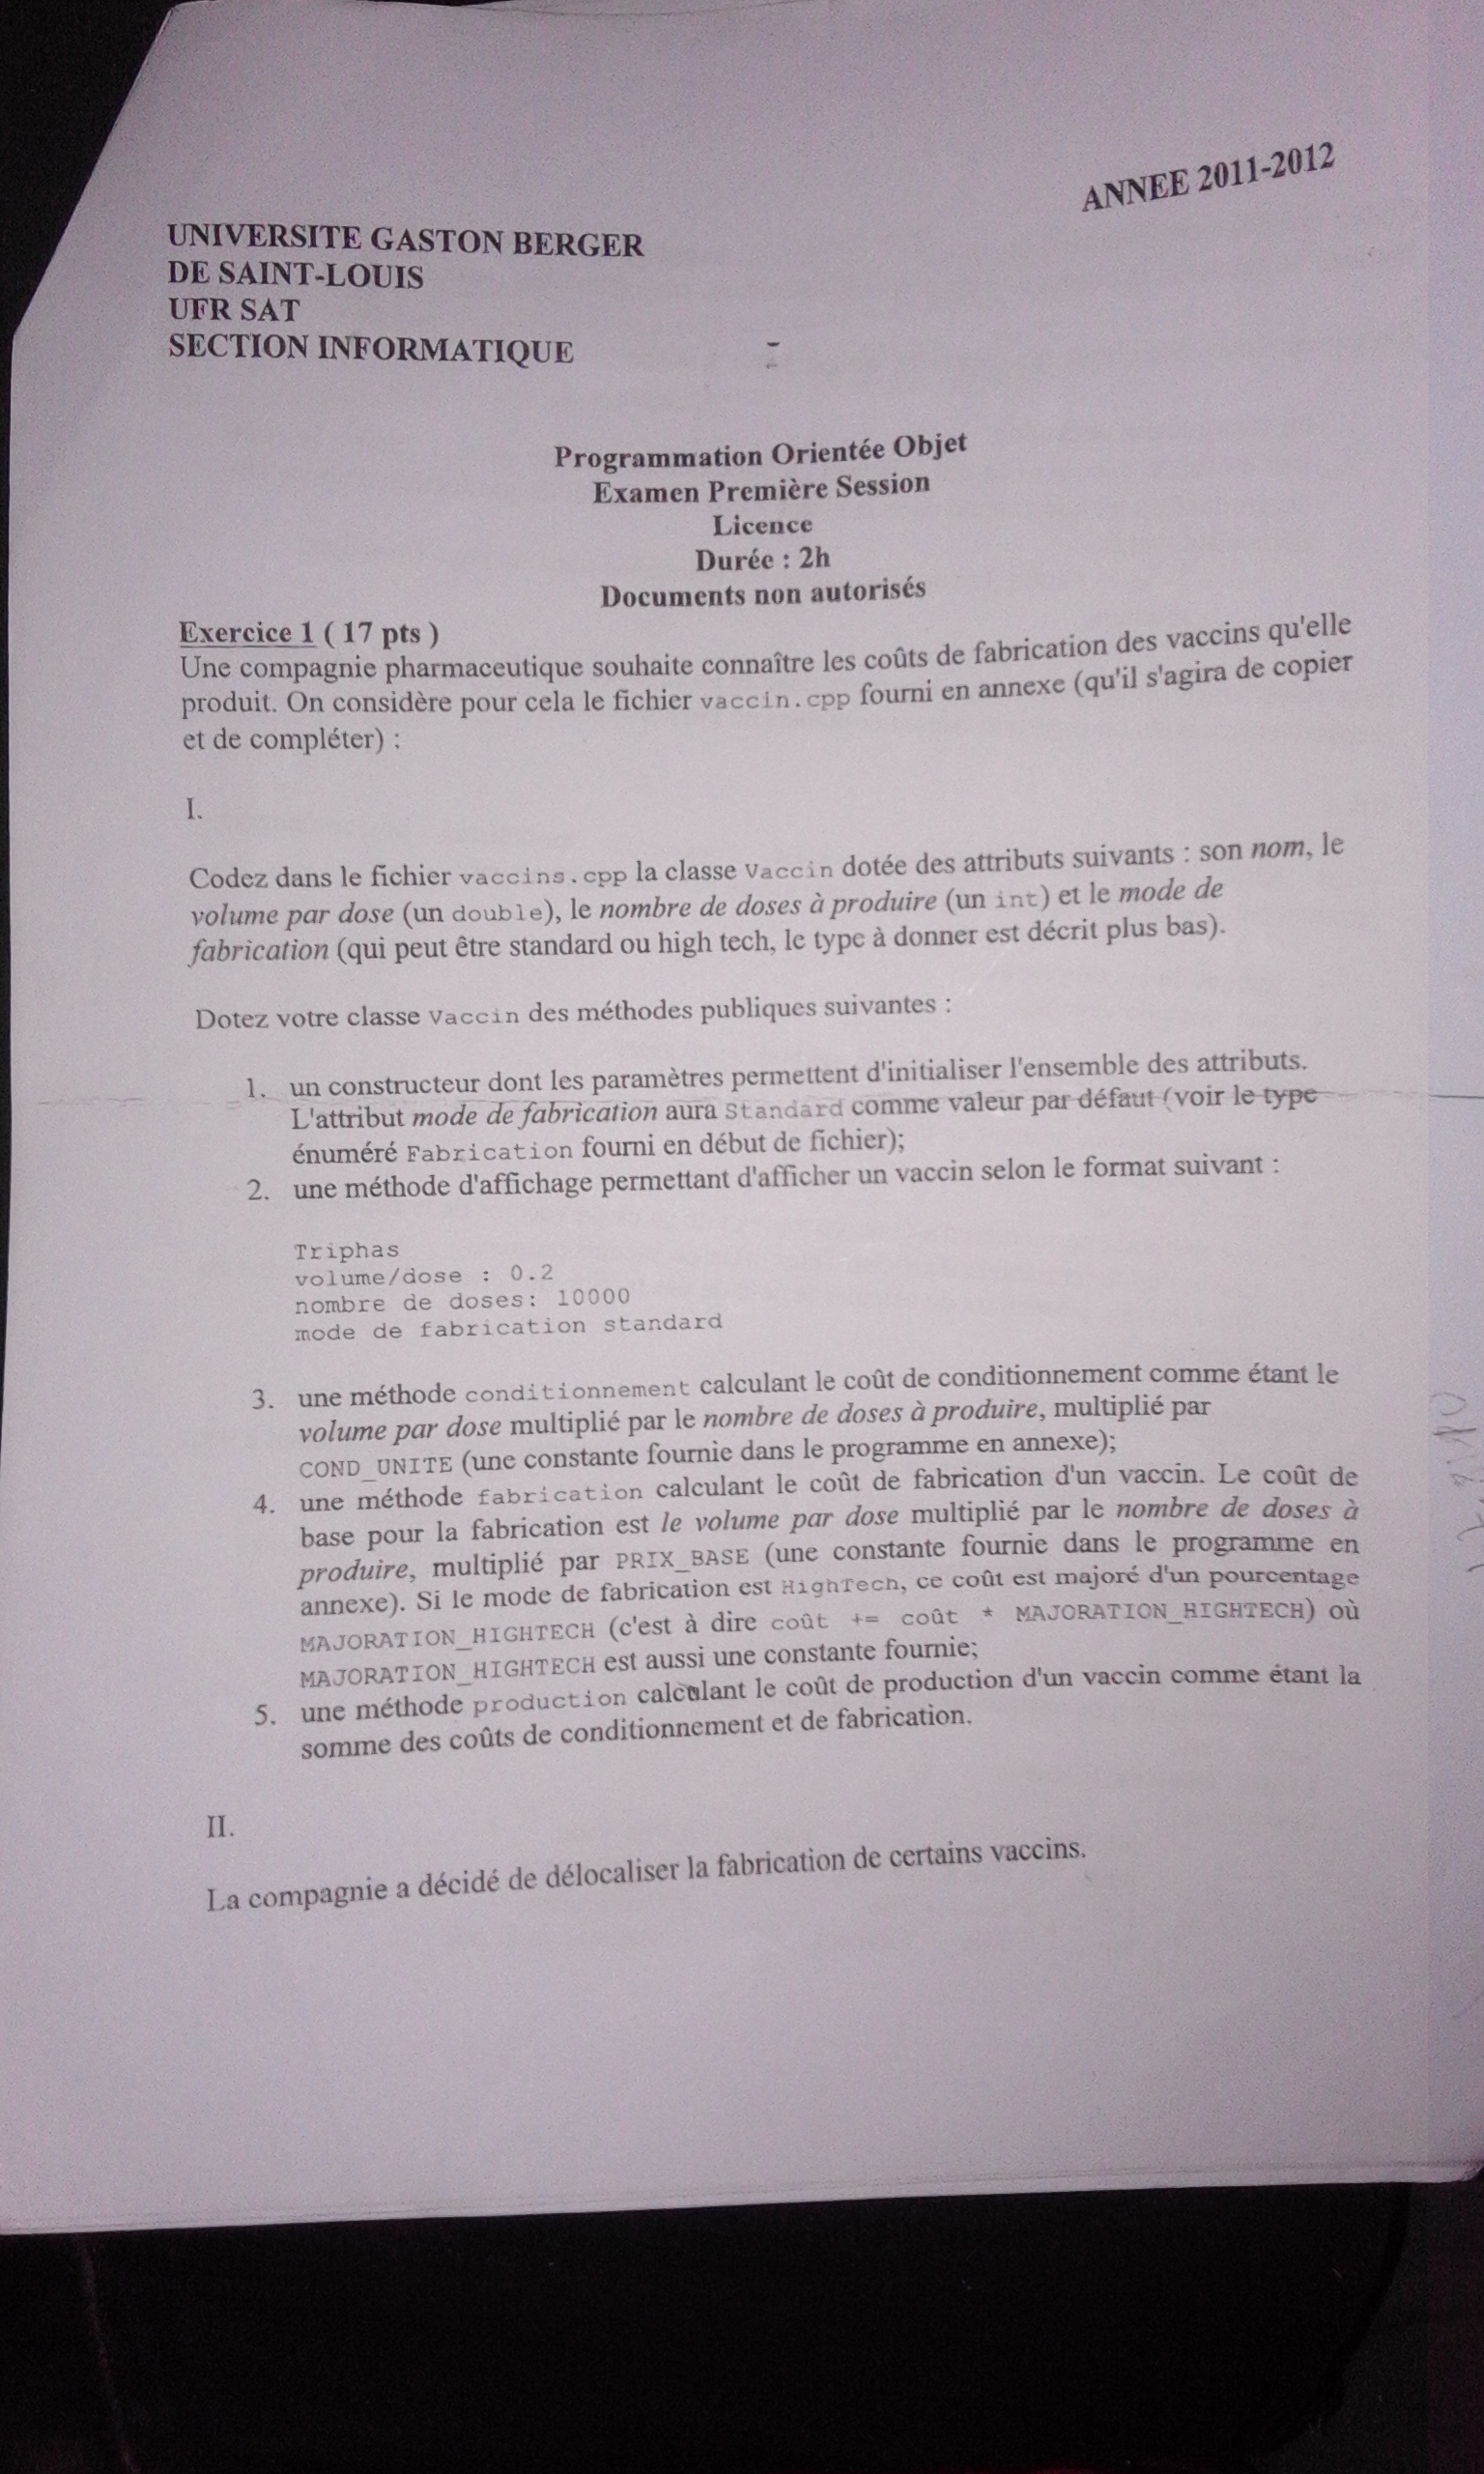 ANNEE 2011-2012
UNIVERSITE GASTON BERGER
DE SAINT-LOUIS
UFR SAT
SECTION INFORMATIQUE
Programmation Orientée Objet
Examen Première Session
Licence
Durée : 2h
Documents non autorisés
Exercice 1 ( 17 pts )
Une compagnie pharmaceutique souhaite connaître les coûts de fabrication des vaccins qu'elle
produit. On considère pour cela le fichier vaccin.cpp fourni en annexe (qu'il s'agira de copier
et de compléter) :
I.
Codez dans le fichier vaccins.cpp la classe Vaccin dotée des attributs suivants : son nom, le
volume par dose (un double), le nombre de doses à produire (un int) et le mode de
fabrication (qui peut être standard ou high tech, le type à donner est décrit plus bas).
Dotez votre classe Vaccin des méthodes publiques suivantes :
1. un constructeur dont les paramètres permettent d'initialiser l'ensemble des attributs.
L'attribut mode de fabrication aura Standard comme valeur par défaut (voir le type
énuméré Fabrication fourni en début de fichier);
2. une méthode d'affichage permettant d'afficher un vaccin selon le format suivant :
Triphas
volume/dose : 0.2
nombre de doses: 10000
mode de fabrication standard
3. une méthode conditionnement calculant le coût de conditionnement comme étant le
volume par dose multiplié par le nombre de doses à produire, multiplié par
COND_UNITE (une constante fournie dans le programme en annexe);
4. une méthode fabrication calculant le coût de fabrication d'un vaccin. Le coût de
base pour la fabrication est le volume par dose multiplié par le nombre de doses à
produire, multiplié par PRIX_BASE (une constante fournie dans le programme en
annexe). Si le mode de fabrication est HighTech, ce coût est majoré d'un pourcentage
MAJORATION_HIGHTECH (c'est à dire coût += coût * MAJORATION_HIGHTECH) où
MAJORATION_HIGHTECH est aussi une constante fournie;
5. une méthode production calculant le coût de production d'un vaccin comme étant la
somme des coûts de conditionnement et de fabrication.
II.
La compagnie a décidé de délocaliser la fabrication de certains vaccins.